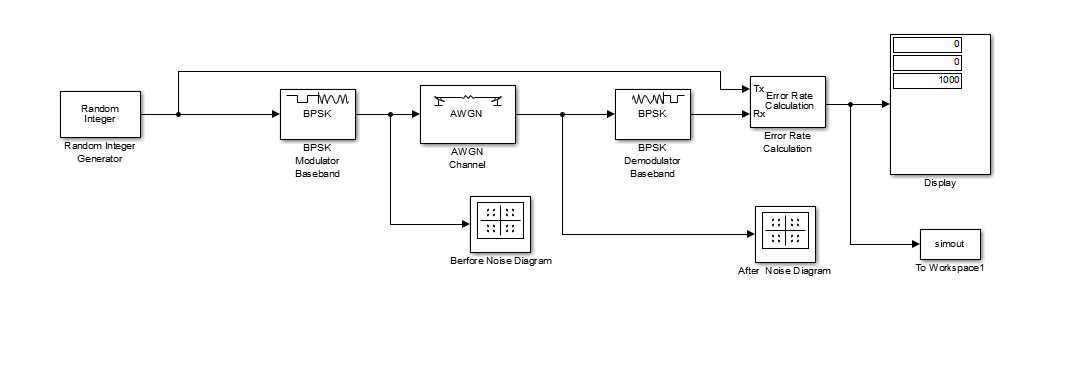 0
0
1000
Display
Random
Integer
Random Integer
Generator
BPSK
BPSK
Modulator
Baseband
AWGN
AWGN
Channel
BPSK
BPSK
Demodulator
Baseband
Tx
Rx
Error Rate
Calculation
Error Rate
Calculation
Berfore Noise Diagram
After Noise Diagram
simout
To Workspace1